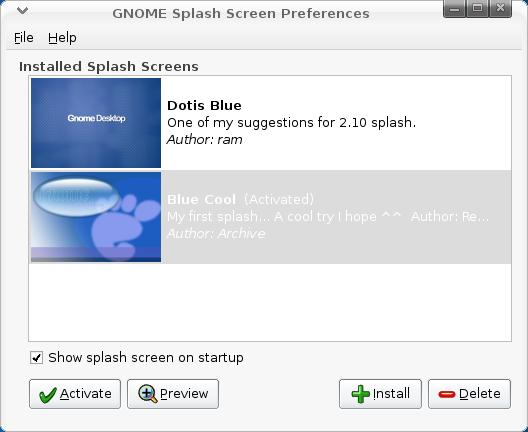 GNOME Splash Screen Preferences
File Help
Installed Splash Screens
Gnome Desktop
Dotis Blue
One of my suggestions for 2.10 splash.
Author: ram
Blue Cool (Activated)
My first splash... A cool try I hope ^^ Author: Re...
Author: Archive
Show splash screen on startup
Activate Preview Install Delete